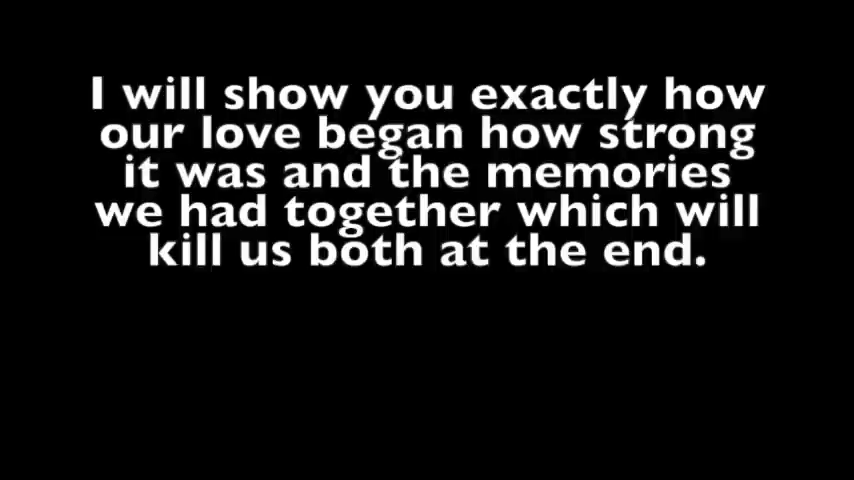 I will show you exactly how
our love began how strong
it was and the memories
we had together which will
kill us both at the end.